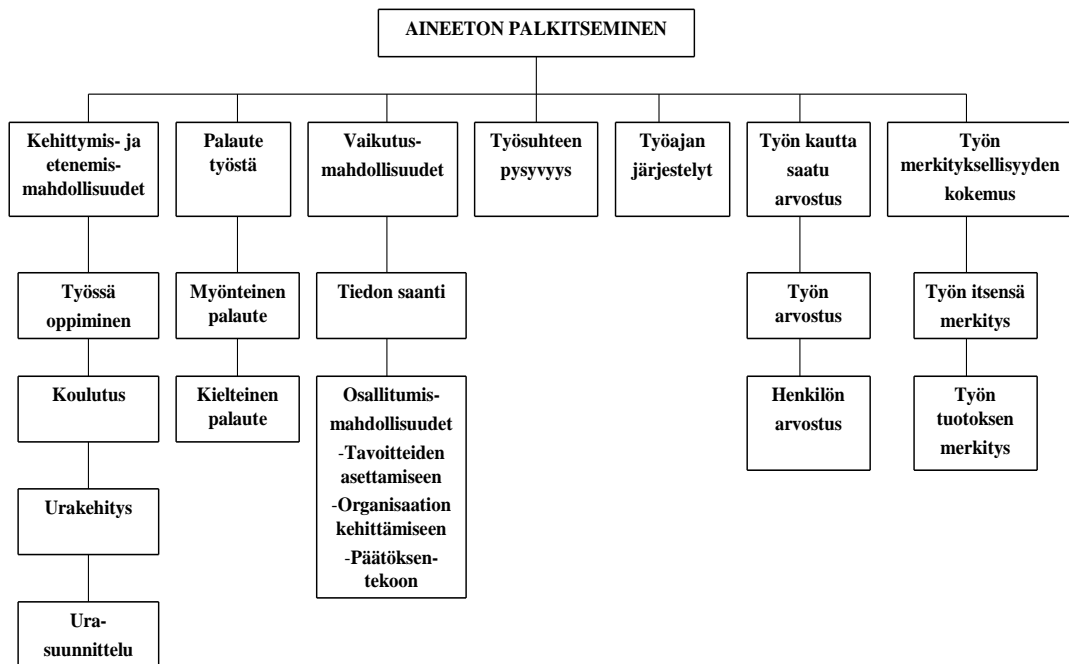 AINEETON PALKITSEMINEN
Kehittymis- ja
etenemis-
mahdollisuudet
Palaute
työstä
Vaikutus-
mahdollisuudet
Työsuhteen
pysyvyys
Työajan
järjestelyt
Työn kautta
saatu
arvostus
Työn
merkityksellisyyden
kokemus
Työssä
oppiminen
Myönteinen
palaute
Tiedon saanti
Työn
arvostus
Työn itsensä
merkitys
Koulutus
Kielteinen
palaute
Osallitumis-
mahdollisuudet
-Tavoitteiden
asettamiseen
-Organisaation
kehittämiseen
-Päätöksen-
tekoon
Henkilön
arvostus
Työn
tuotoksen
merkitys
Urakehitys
Ura-
suunnittelu